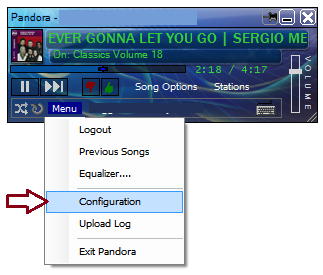 Pandora -
EVER GONNA LET YOU GO | SERGIO ME
On: Classics Volume 18
2:18 / 4:17
Song Options Stations
VOLUME
Menu
Logout
Previous Songs
Equalizer....
Configuration
Upload Log
Exit Pandora